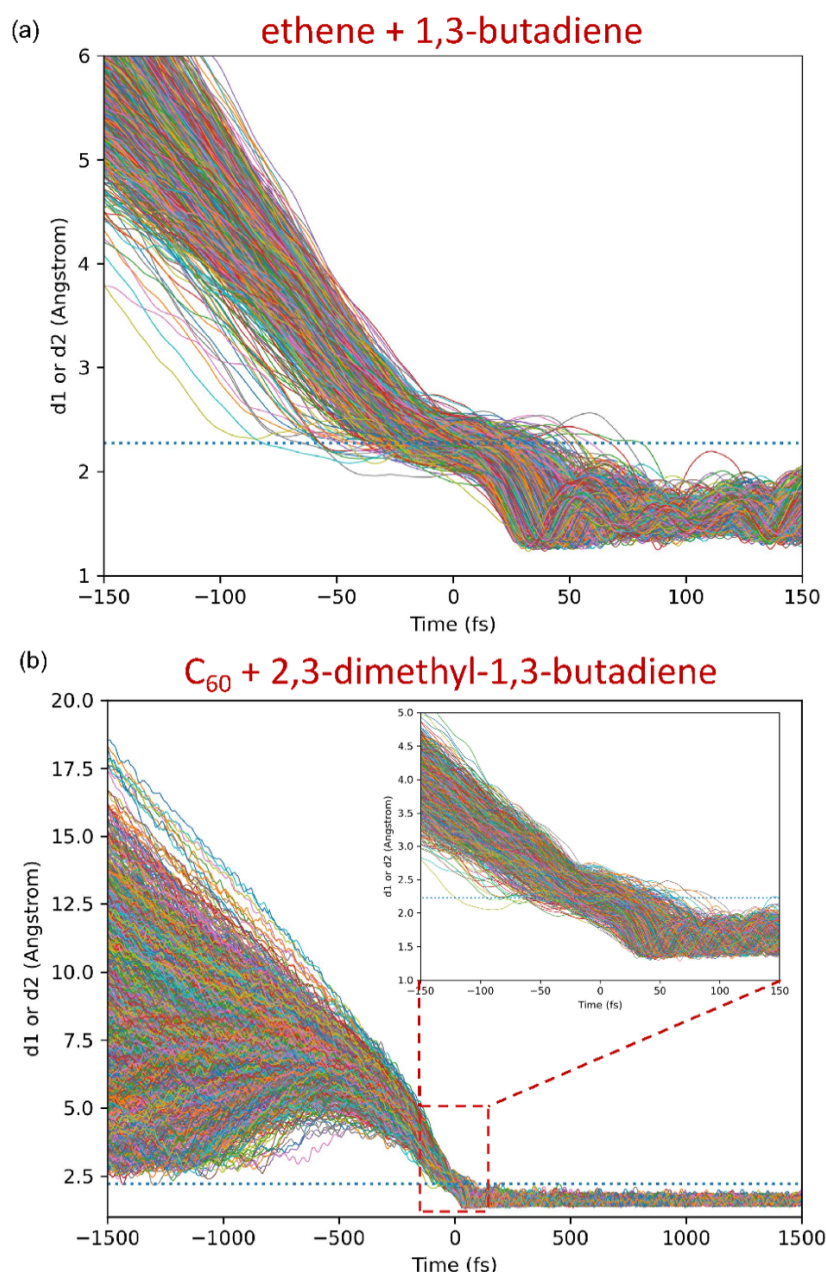 (a)
ethene + 1,3-butadiene
6
5
4
3
2
1
d1 or d2 (Angstrom)
−150 −100 −50 0 50 100 150
Time (fs)
(b)
C60 + 2,3-dimethyl-1,3-butadiene
20.0
17.5
15.0
12.5
10.0
7.5
5.0
2.5
d1 or d2 (Angstrom)
5.0
4.5
4.0
3.5
3.0
2.5
2.0
1.5
1.0
d1 or d2 (Angstrom)
−150 −100 −50 0 50 100 150
Time (fs)
−1500 −1000 −500 0 500 1000 1500
Time (fs)